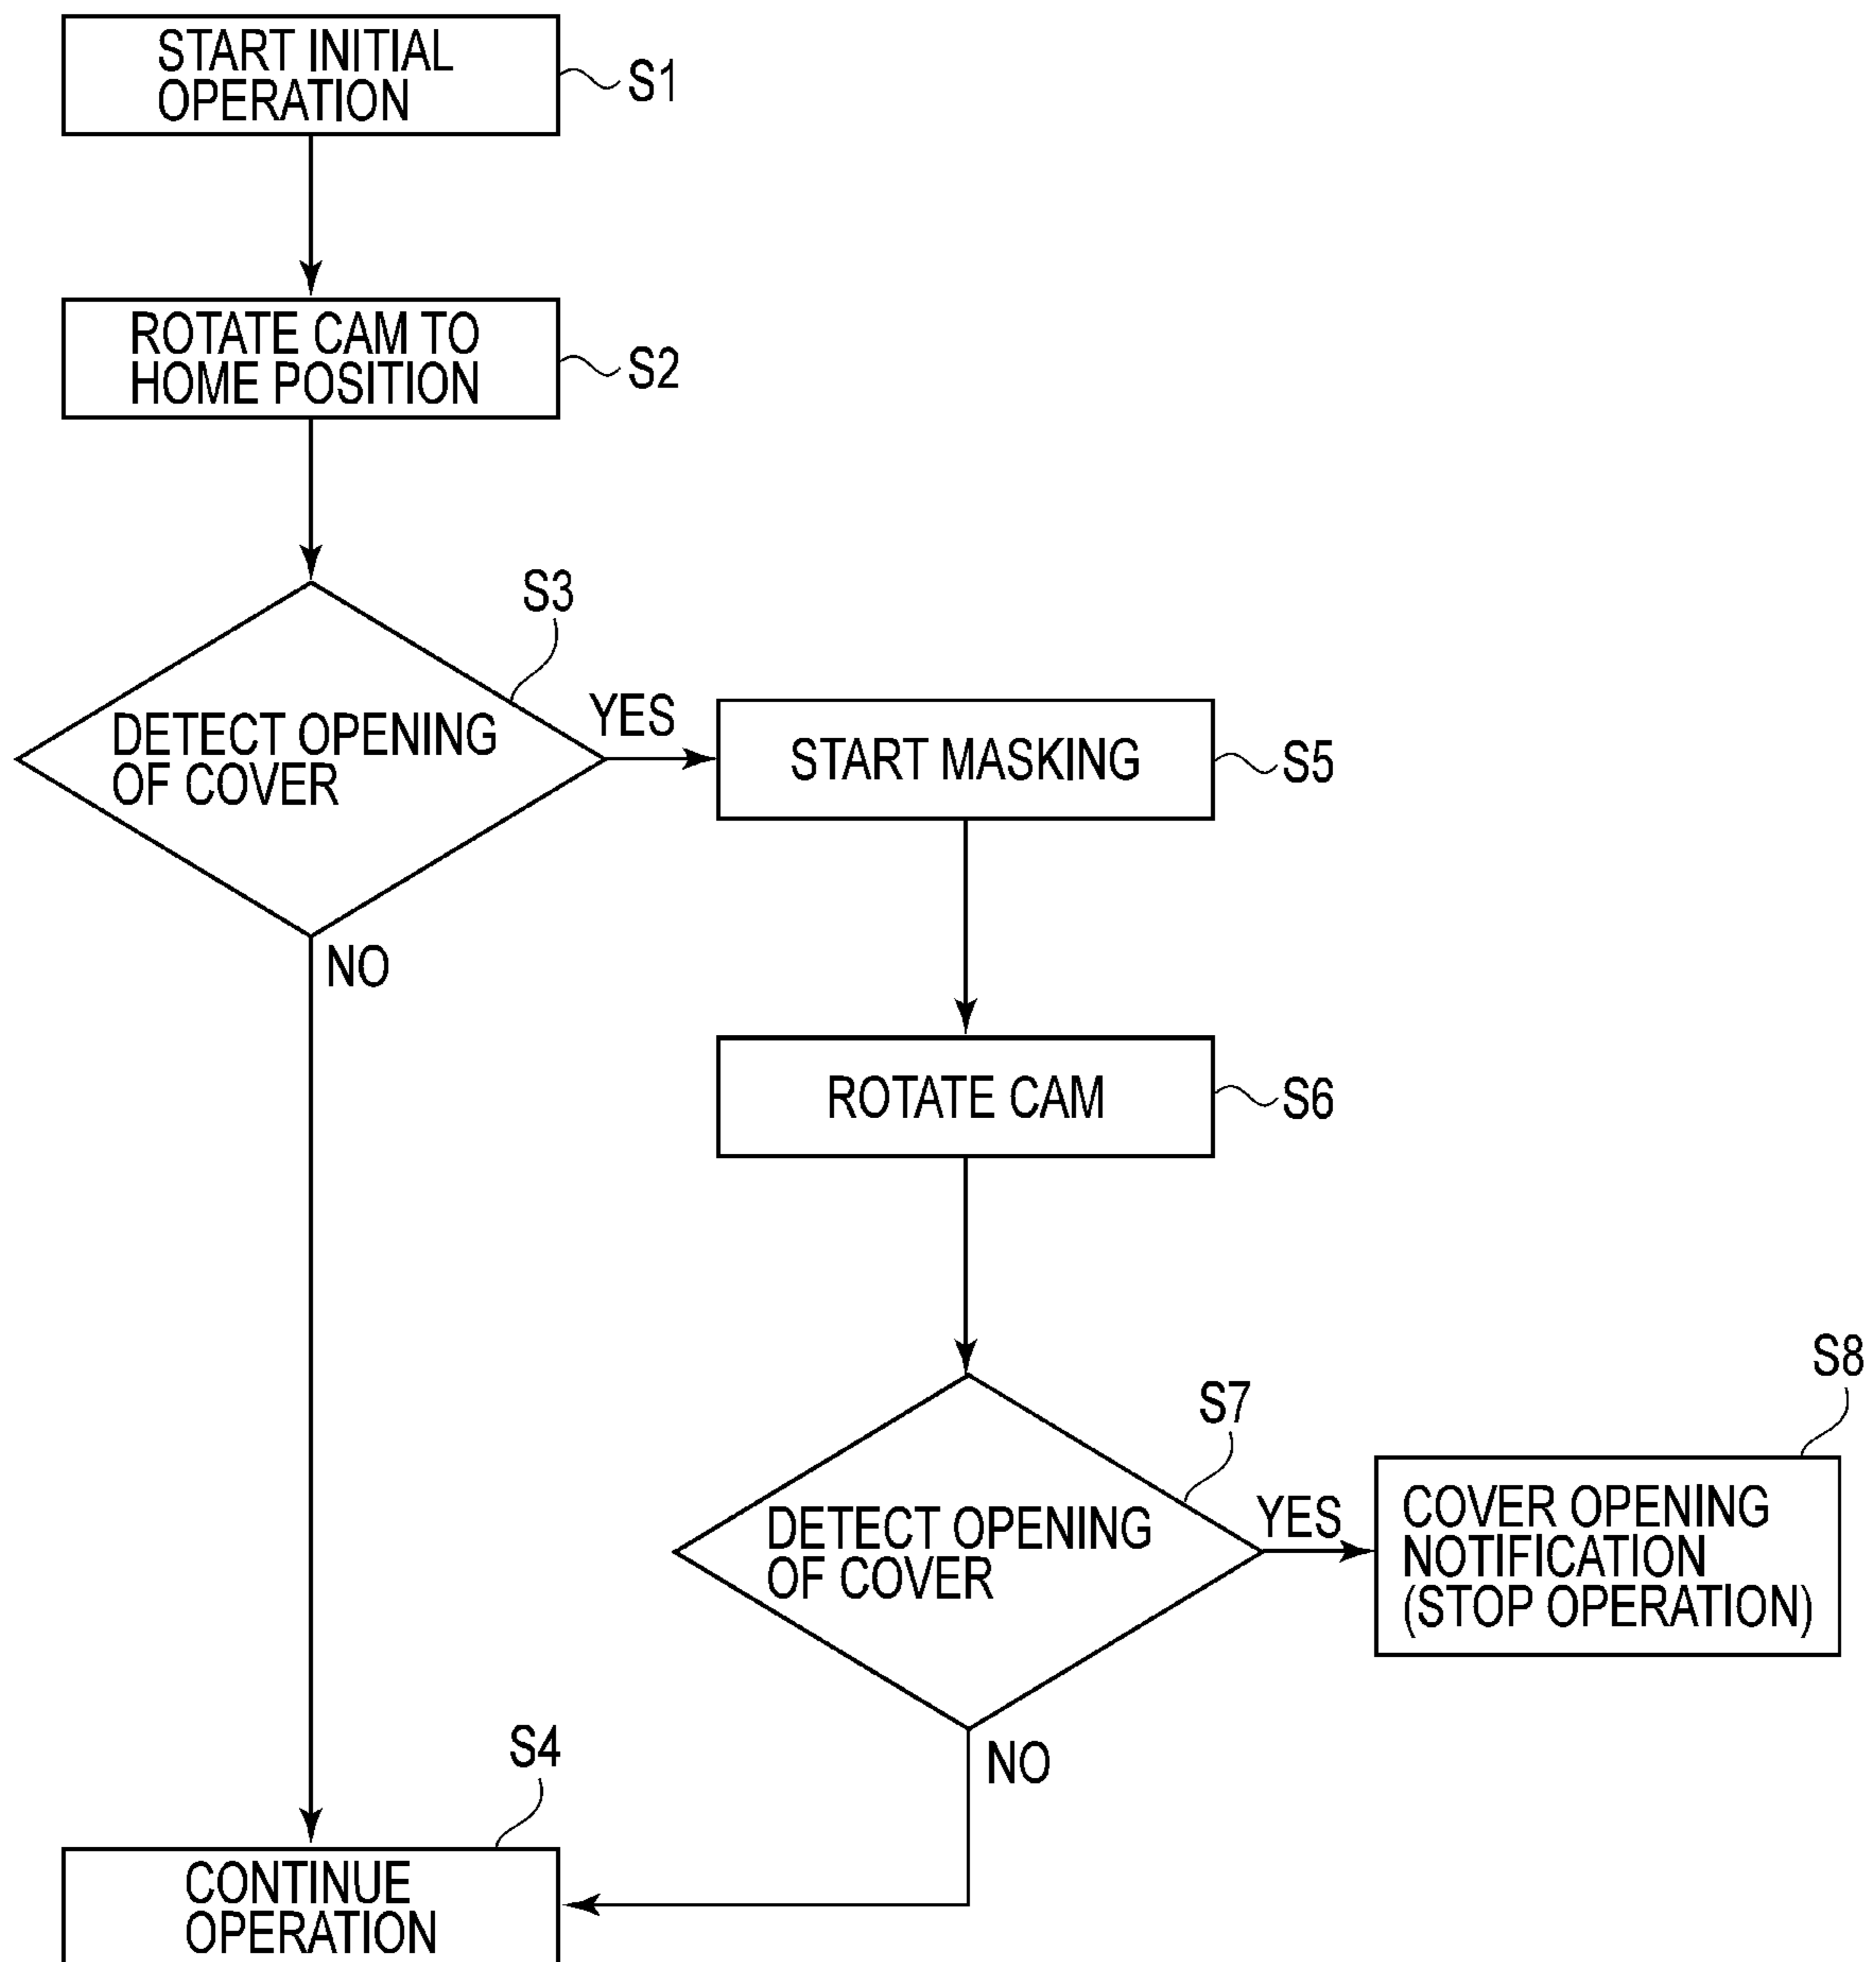 START INITIAL
OPERATION
S1
ROTATE CAM TO
HOME POSITION
S2
S3
DETECT OPENING
OF COVER
YES
NO
START MASKING
S5
ROTATE CAM
S6
S7
DETECT OPENING
OF COVER
YES
NO
S8
COVER OPENING
NOTIFICATION
(STOP OPERATION)
S4
CONTINUE
OPERATION